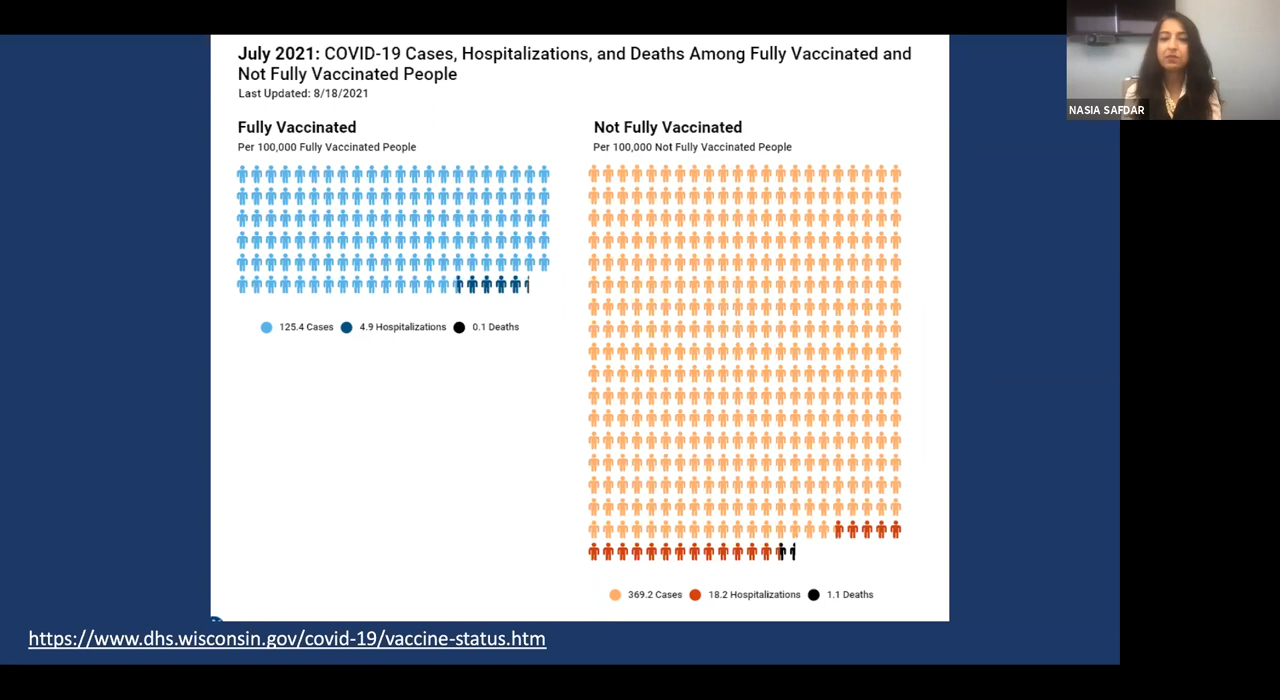 July 2021: COVID-19 Cases, Hospitalizations, and Deaths Among Fully Vaccinated and
Not Fully Vaccinated People
Last Updated: 8/18/2021
Fully Vaccinated
Per 100,000 Fully Vaccinated People
125.4 Cases
4.9 Hospitalizations
0.1 Deaths
Not Fully Vaccinated
Per 100,000 Not Fully Vaccinated People
369.2 Cases
18.2 Hospitalizations
1.1 Deaths
https://www.dhs.wisconsin.gov/covid-19/vaccine-status.htm
NASIA SAFDAR